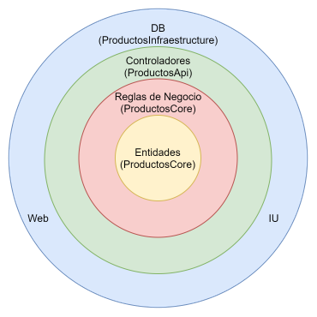 DB
(ProductosInfraestructure)
Controladores
(ProductosApi)
Reglas de Negocio
(ProductosCore)
Entidades
(ProductosCore)
Web
IU